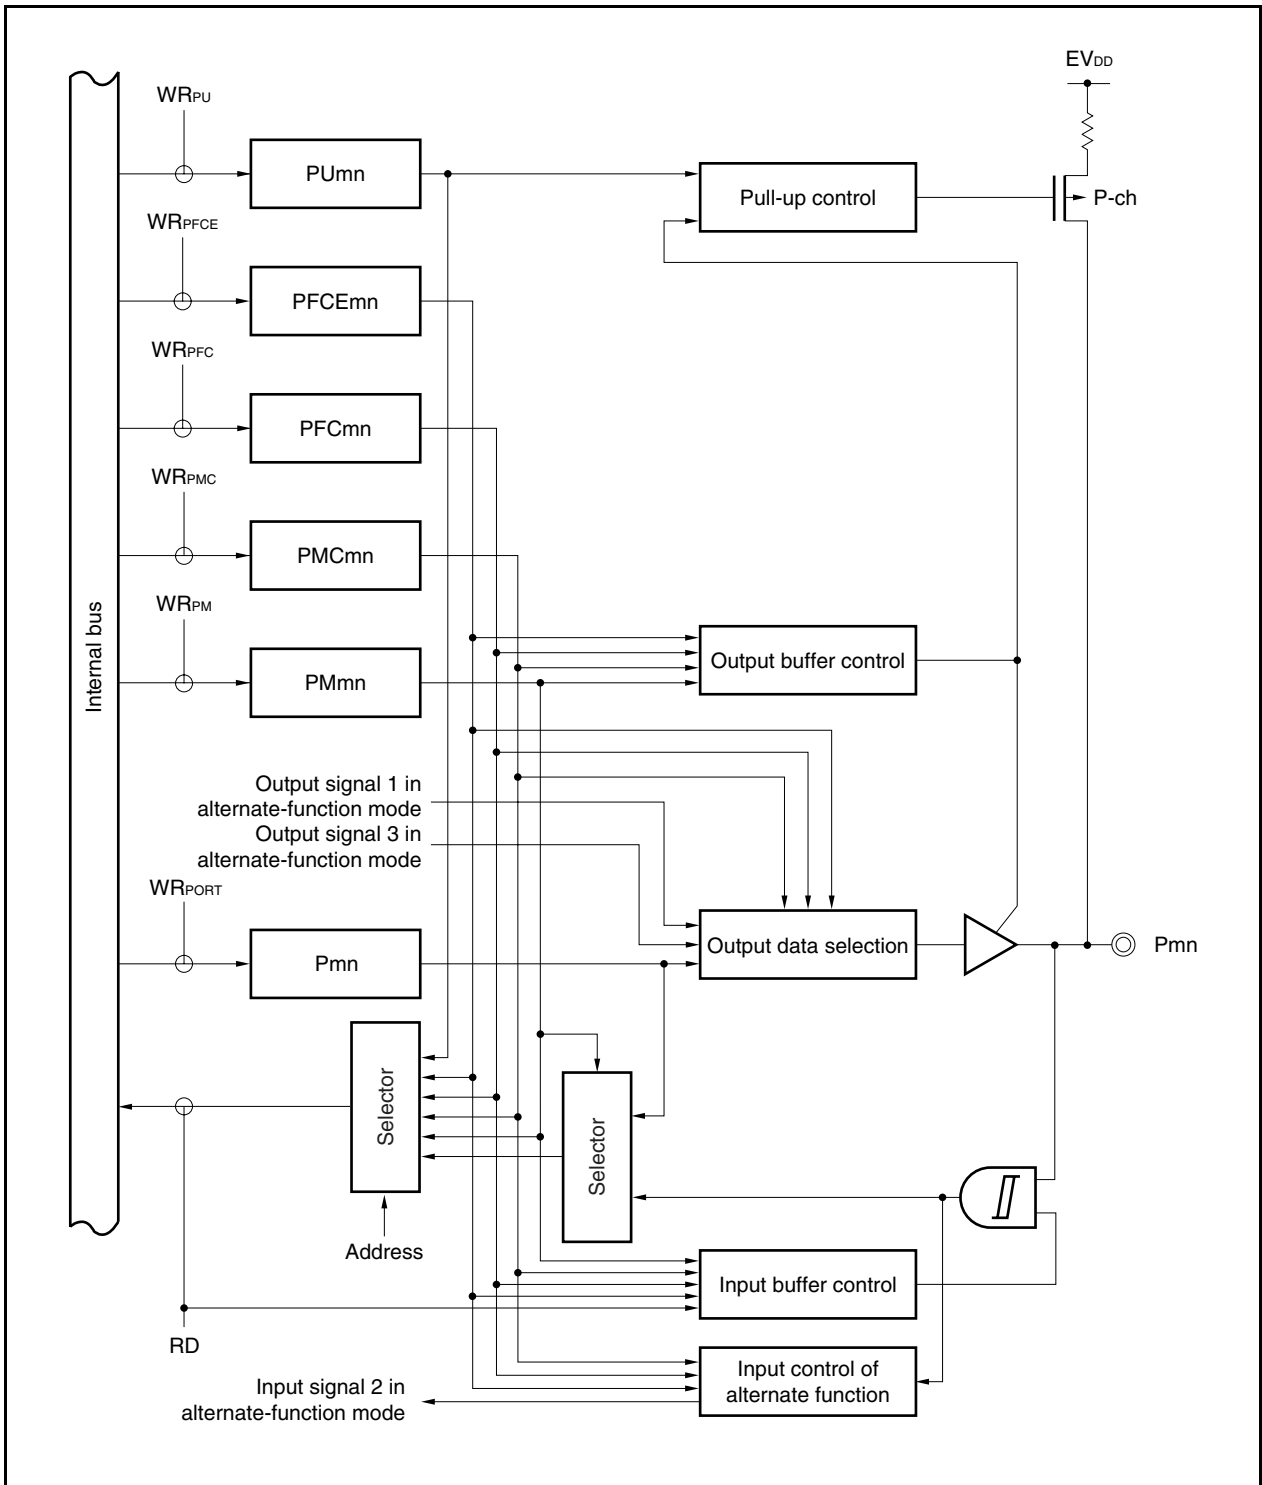 EVDD
WRPU
PUmn
Pull-up control
P-ch
WRPFCE
PFCEmn
WRPFC
PFCmn
WRPMC
PMCmn
Internal bus
WRPM
PMmn
Output buffer control
Output signal 1 in
alternate-function mode
Output signal 3 in
alternate-function mode
WRPORT
Pmn
Output data selection
Pmn
Selector
Selector
Address
Input buffer control
RD
Input control of
alternate function
Input signal 2 in
alternate-function mode